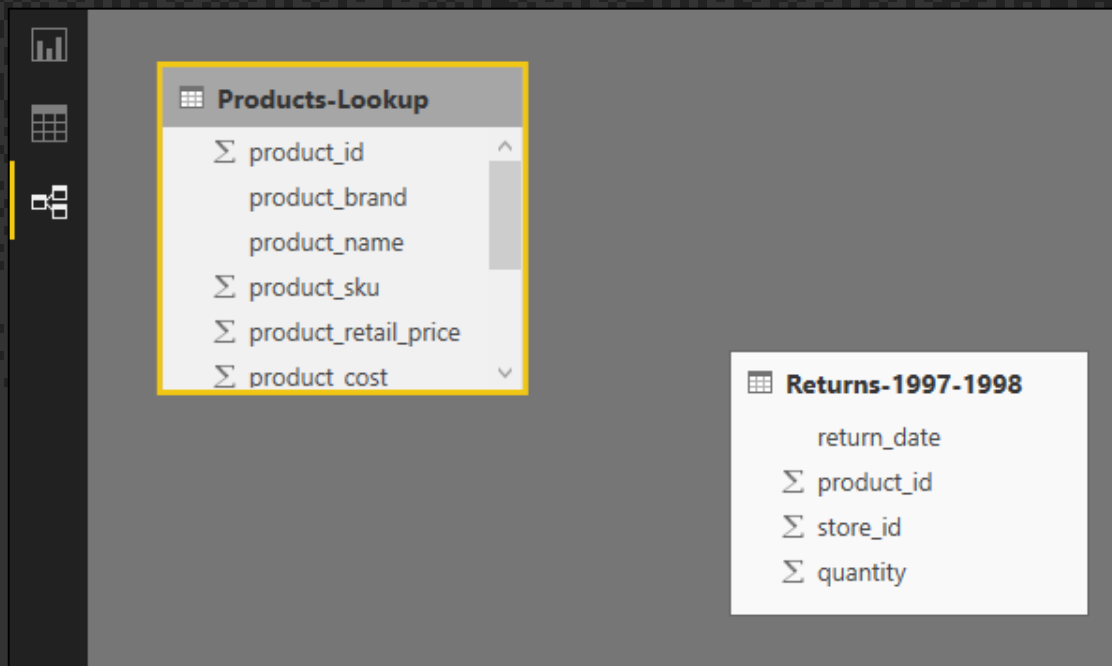 Products-Lookup
Σ product_id
product_brand
product_name
Σ product_sku
Σ product_retail_price
Σ product_cost
Returns-1997-1998
return_date
Σ product_id
Σ store_id
Σ quantity